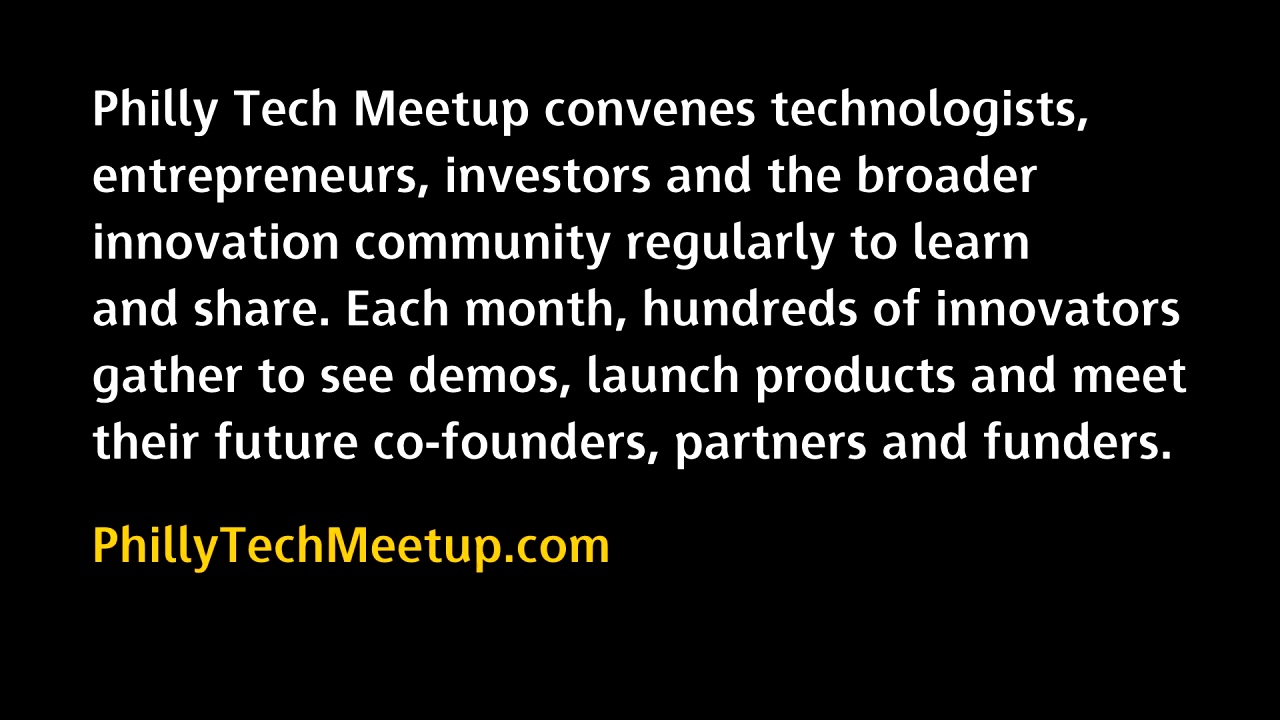 Philly Tech Meetup convenes technologists,
entrepreneurs, investors and the broader
innovation community regularly to learn
and share. Each month, hundreds of innovators
gather to see demos, launch products and meet
their future co-founders, partners and funders.
PhillyTechMeetup.com